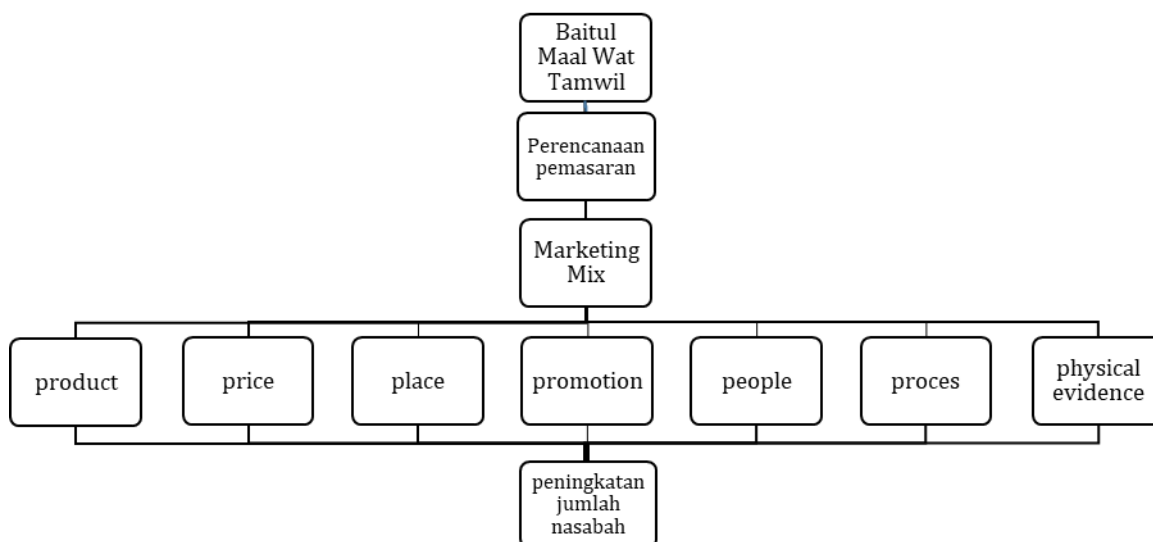 Baitul
Maal Wat
Tamwil
Perencanaan
pemasaran
Marketing
Mix
product
price
place
promotion
people
proces
physical
evidence
peningkatan
jumlah
nasabah